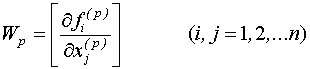 W_p = [∂f_i^(p) / ∂x_j^(p)] (i, j = 1,2,...n)